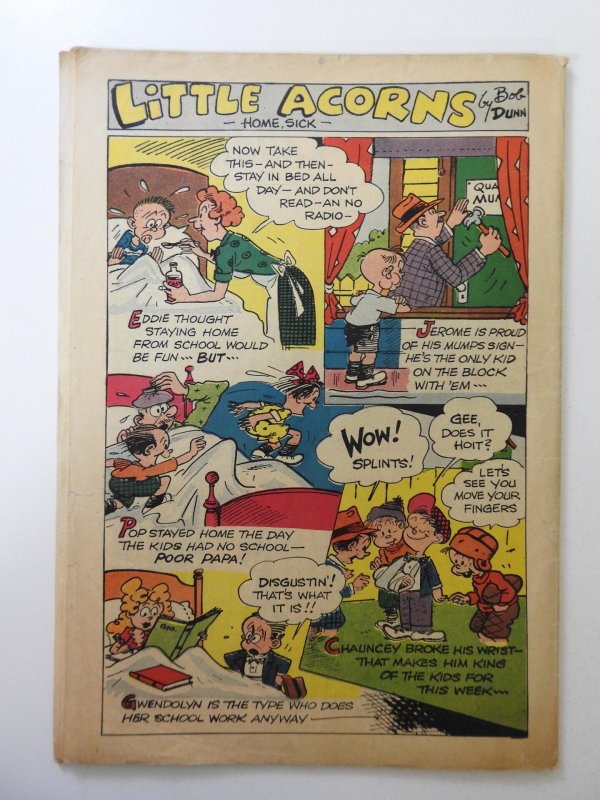 LITTLE ACORNS
by Bob
DUNN
— HOME, SICK —
NOW TAKE
THIS — AND THEN —
STAY IN BED ALL
DAY — AND DON'T
READ — AN NO
RADIO —
EDDIE THOUGHT
STAYING HOME
FROM SCHOOL WOULD
BE FUN ••• BUT •••
QUA
MUM
— JEROME IS PROUD
OF HIS MUMPS SIGN —
HE'S THE ONLY KID
ON THE BLOCK
WITH 'EM •••
POP STAYED HOME THE DAY
THE KIDS HAD NO SCHOOL —
POOR PAPA!
WOW!
SPLINTS!
GEE,
DOES IT
HOIT?
LET'S
SEE YOU
MOVE YOUR
FINGERS
CHAUNCEY BROKE HIS WRIST —
THAT MAKES HIM KING
OF THE KIDS FOR
THIS WEEK •••
DISGUSTIN'!
THAT'S WHAT
IT IS!!
GEO.
GWENDOLYN IS THE TYPE WHO DOES
HER SCHOOL WORK ANYWAY —